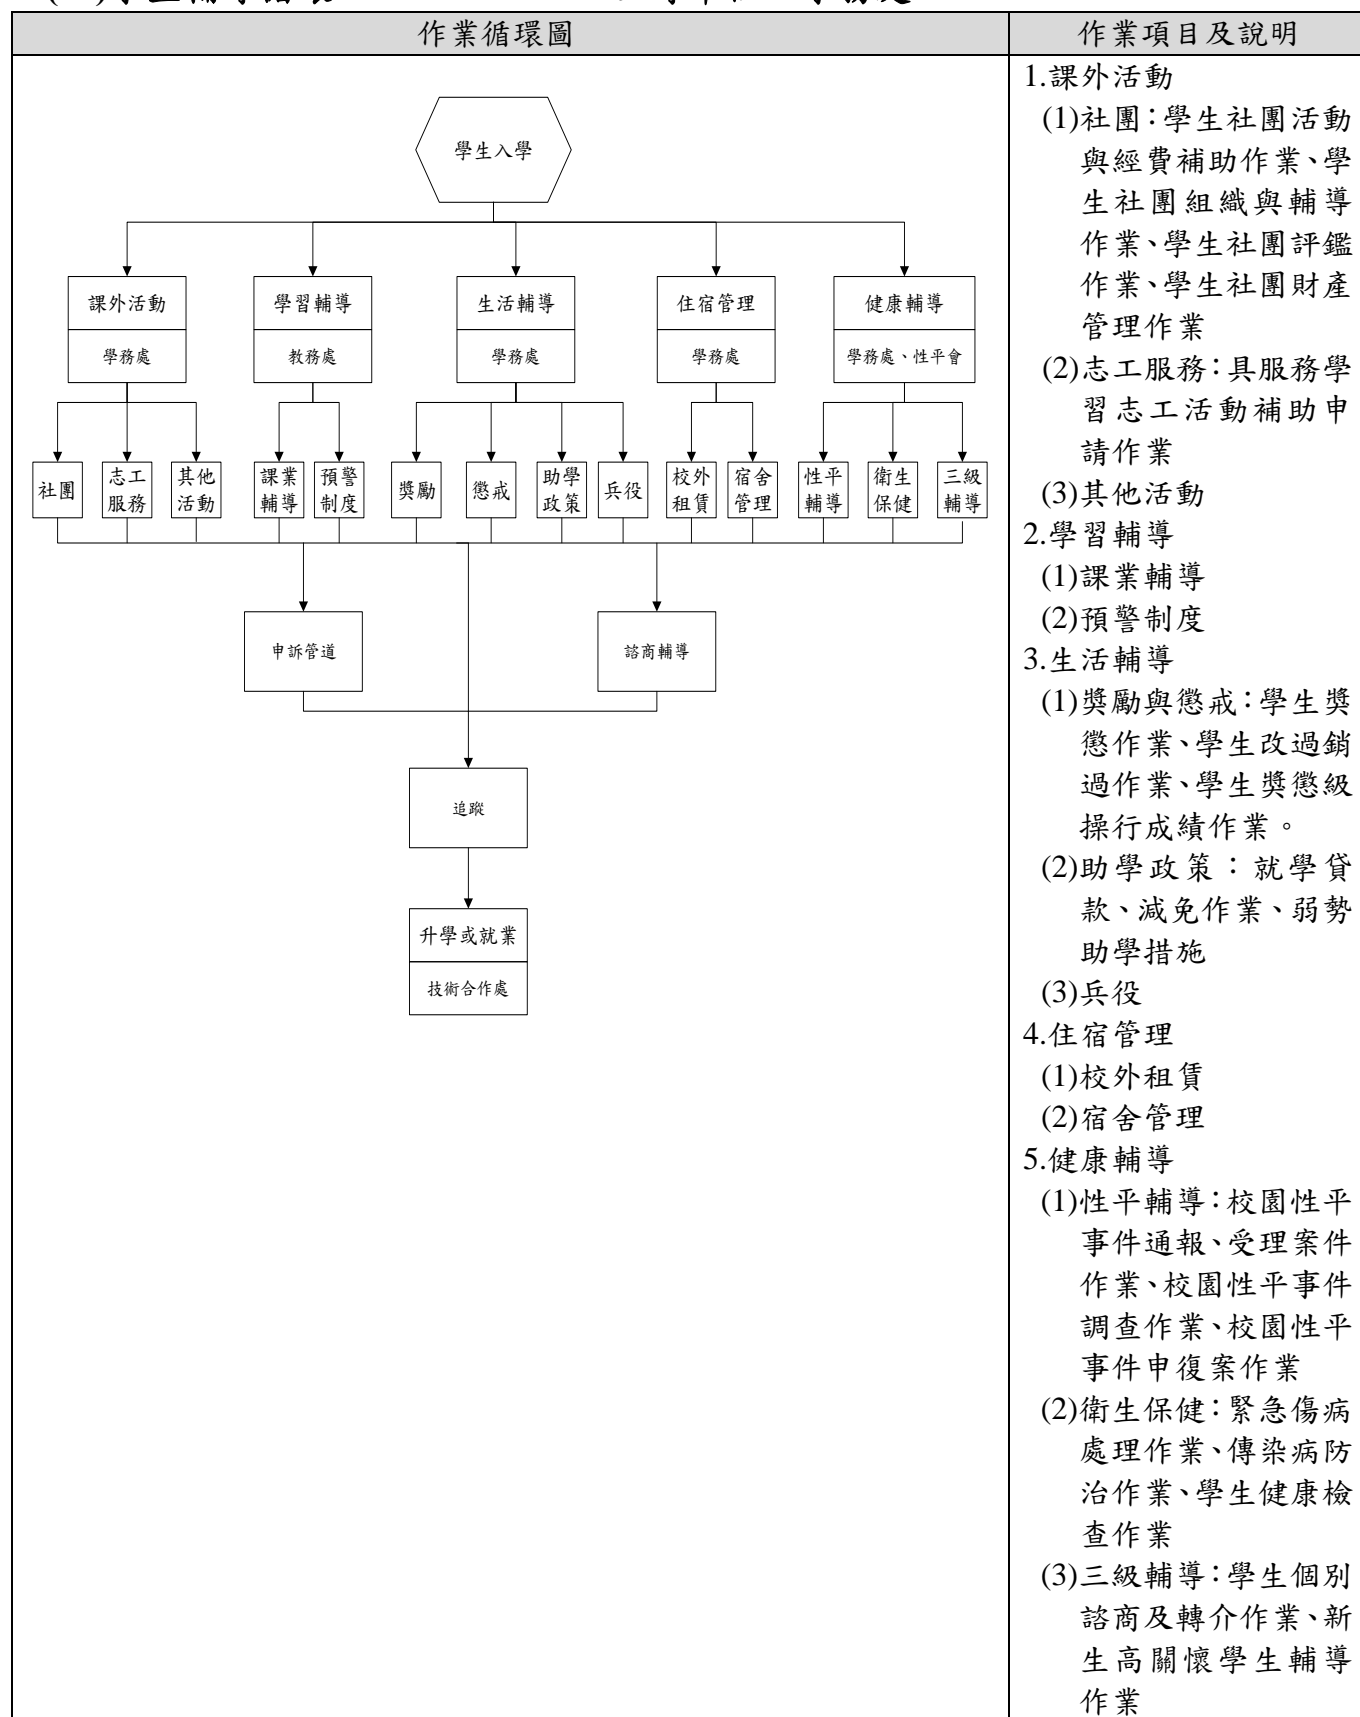 作業循環圖
作業項目及說明
學生入學
課外活動
學務處
學習輔導
教務處
生活輔導
學務處
住宿管理
學務處
健康輔導
學務處、性平會
社團
志工
服務
其他
活動
課業
輔導
預警
制度
獎勵
懲戒
助學
政策
兵役
校外
租賃
宿舍
管理
性平
輔導
衛生
保健
三級
輔導
申訴管道
諮商輔導
追蹤
升學或就業
技術合作處
1.課外活動
(1)社團：學生社團活動
與經費補助作業、學
生社團組織與輔導
作業、學生社團評鑑
作業、學生社團財產
管理作業
(2)志工服務：具服務學
習志工活動補助申
請作業
(3)其他活動
2.學習輔導
(1)課業輔導
(2)預警制度
3.生活輔導
(1)獎勵與懲戒：學生獎
懲作業、學生改過銷
過作業、學生獎懲級
操行成績作業。
(2)助學政策：就學貸
款、減免作業、弱勢
助學措施
(3)兵役
4.住宿管理
(1)校外租賃
(2)宿舍管理
5.健康輔導
(1)性平輔導：校園性平
事件通報、受理案件
作業、校園性平事件
調查作業、校園性平
事件申復案作業
(2)衛生保健：緊急傷病
處理作業、傳染病防
治作業、學生健康檢
查作業
(3)三級輔導：學生個別
諮商及轉介作業、新
生高關懷學生輔導
作業